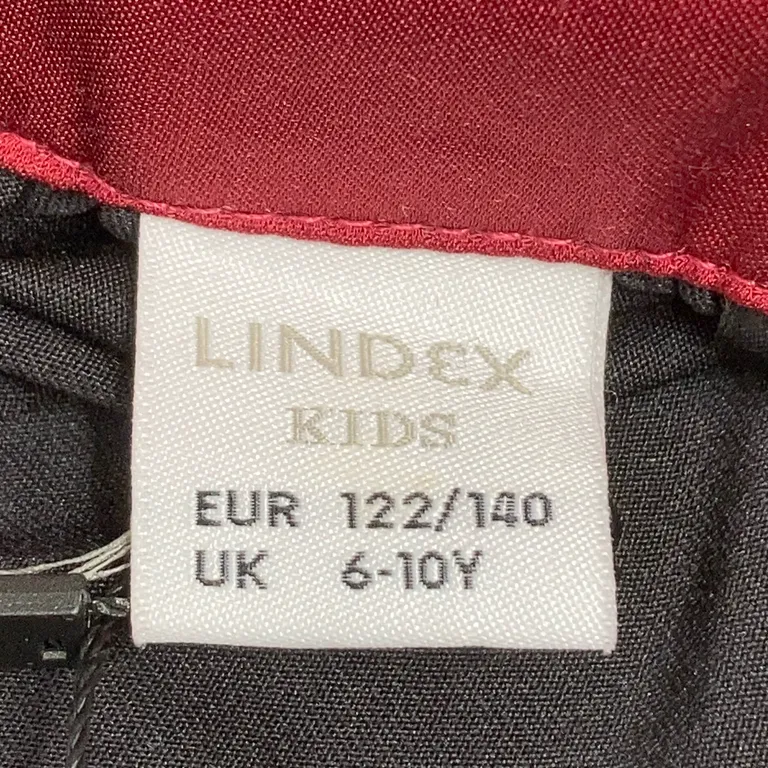 LINDEX
KIDS
EUR 122/140
UK 6-10Y